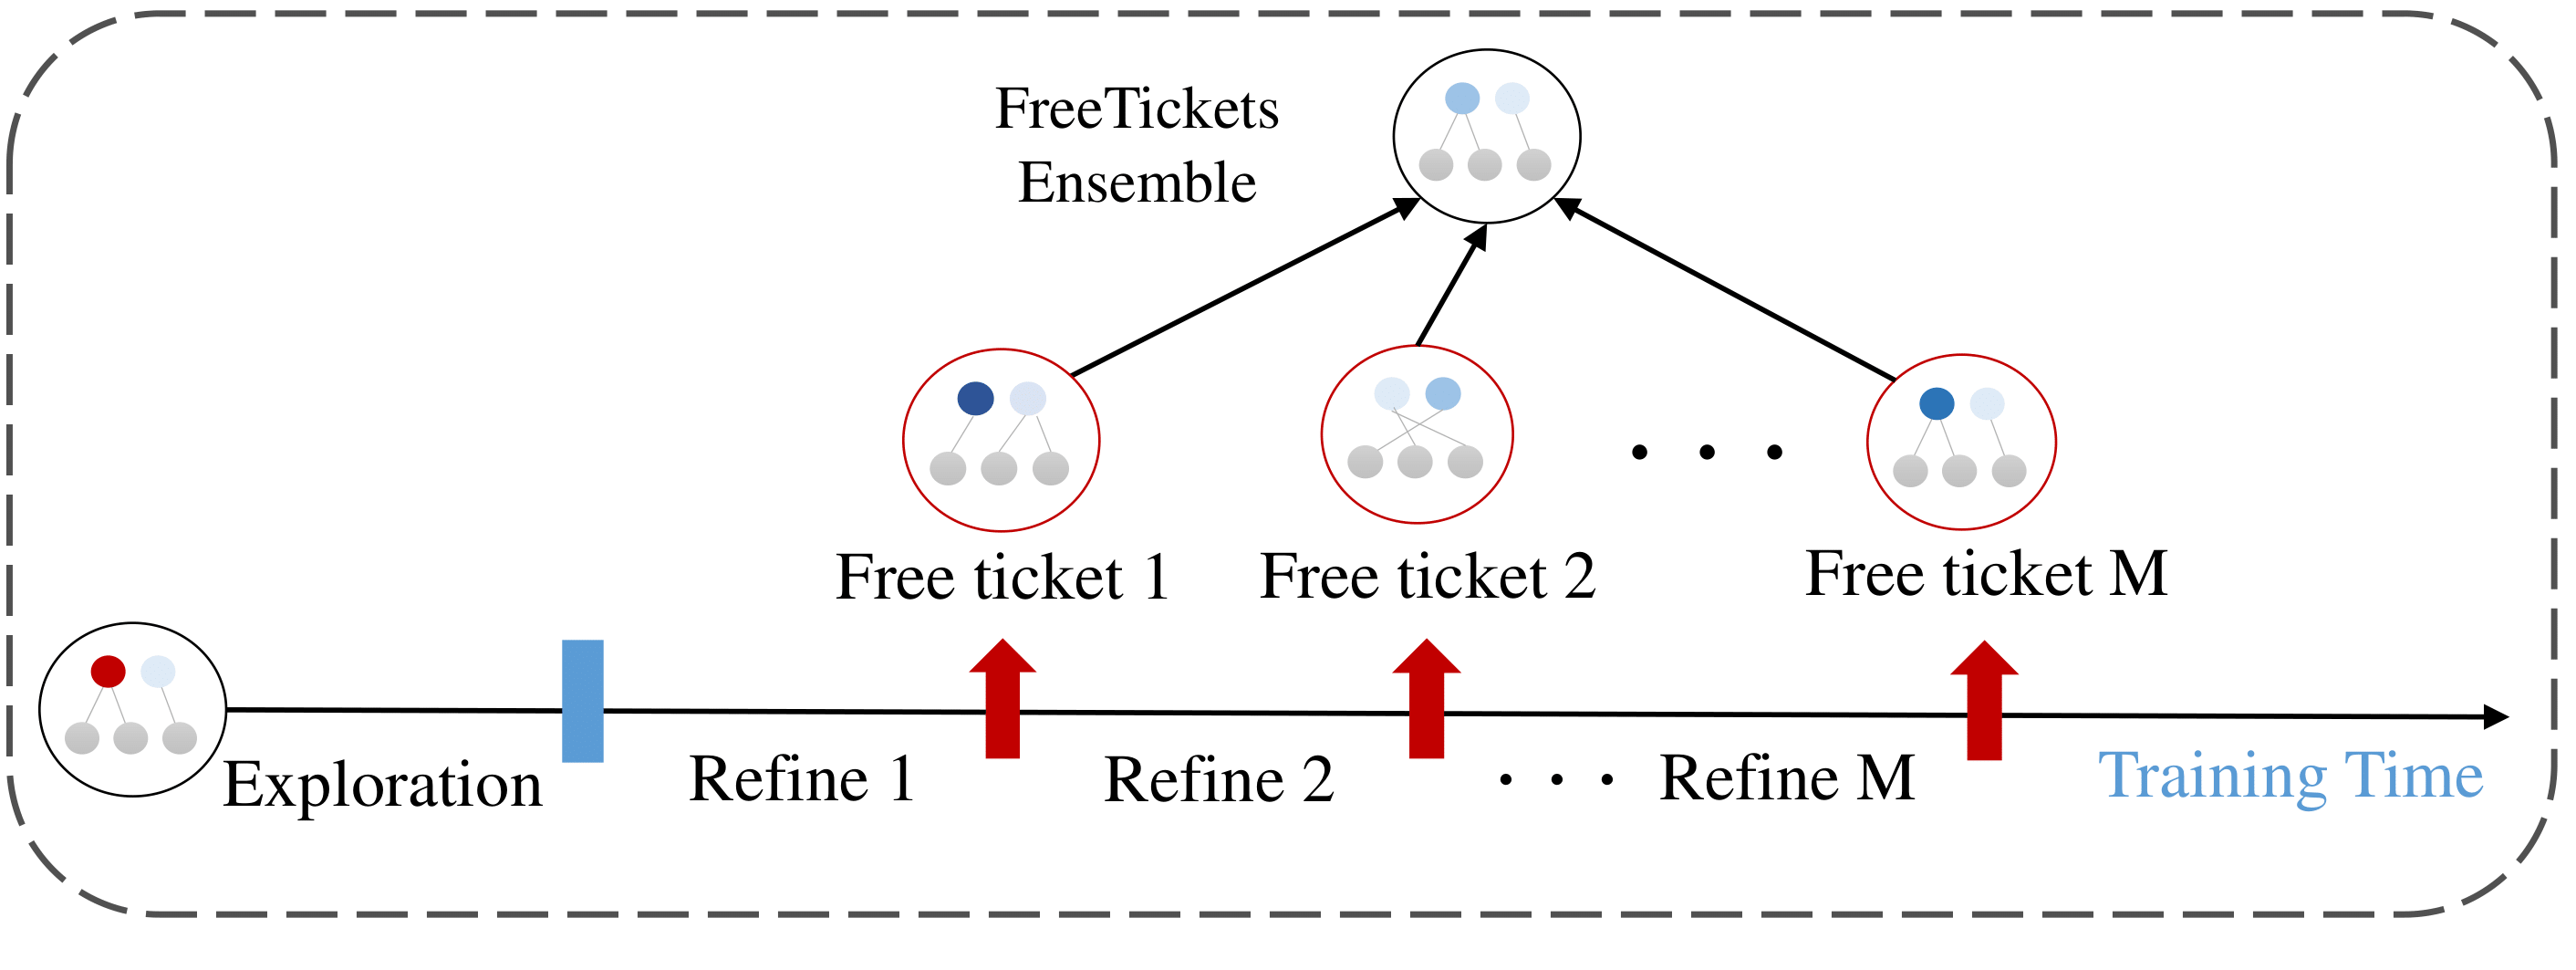 FreeTickets
Ensemble
Free ticket 1
Free ticket 2
. . .
Free ticket M
Exploration
Refine 1
Refine 2
. . .
Refine M
Training Time